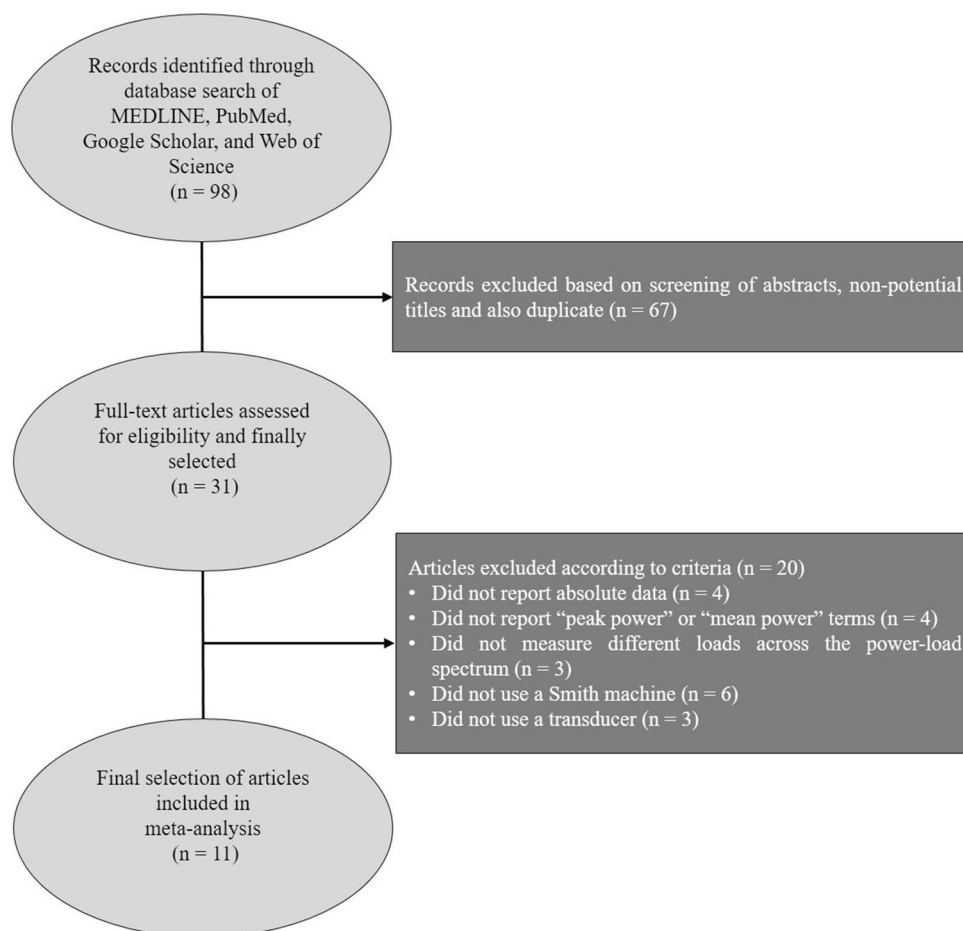 Records identified through
database search of
MEDLINE, PubMed,
Google Scholar, and Web of
Science
(n = 98)
Records excluded based on screening of abstracts, non-potential
titles and also duplicate (n = 67)
Full-text articles assessed
for eligibility and finally
selected
(n = 31)
Articles excluded according to criteria (n = 20)
• Did not report absolute data (n = 4)
• Did not report “peak power” or “mean power” terms (n = 4)
• Did not measure different loads across the power-load
spectrum (n = 3)
• Did not use a Smith machine (n = 6)
• Did not use a transducer (n = 3)
Final selection of articles
included in
meta-analysis
(n = 11)